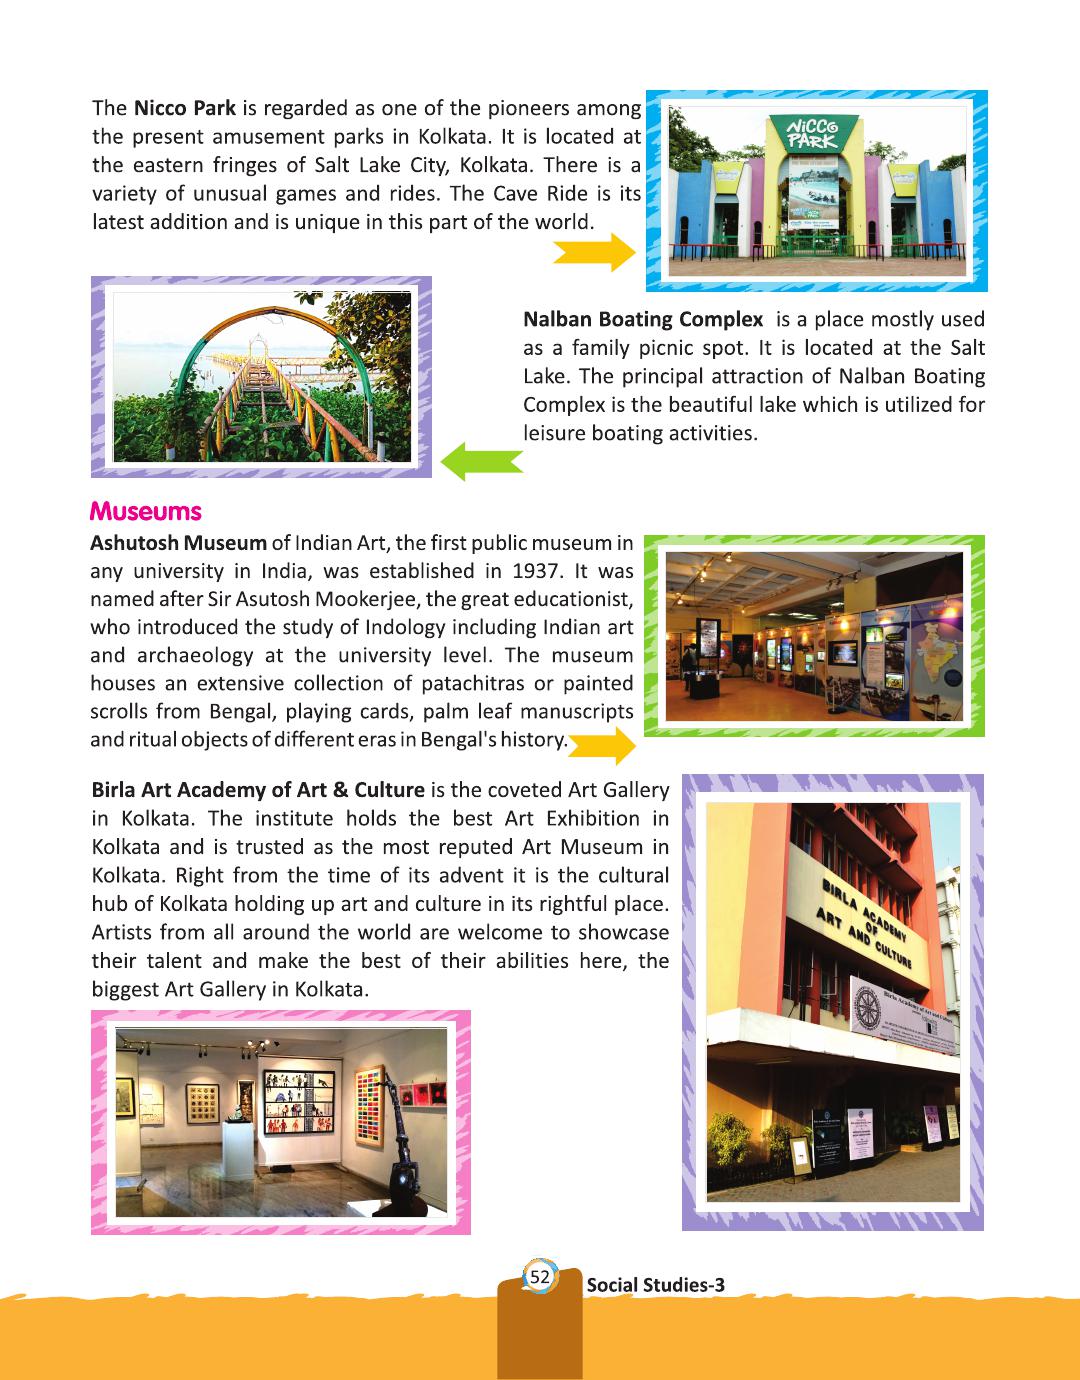 The Nicco Park is regarded as one of the pioneers among
the present amusement parks in Kolkata. It is located at
the eastern fringes of Salt Lake City, Kolkata. There is a
variety of unusual games and rides. The Cave Ride is its
latest addition and is unique in this part of the world.
NICCO
PARK
Nalban Boating Complex is a place mostly used
as a family picnic spot. It is located at the Salt
Lake. The principal attraction of Nalban Boating
Complex is the beautiful lake which is utilized for
leisure boating activities.
Museums
Ashutosh Museum of Indian Art, the first public museum in
any university in India, was established in 1937. It was
named after Sir Asutosh Mookerjee, the great educationist,
who introduced the study of Indology including Indian art
and archaeology at the university level. The museum
houses an extensive collection of patachitras or painted
scrolls from Bengal, playing cards, palm leaf manuscripts
and ritual objects of different eras in Bengal's history.
Birla Art Academy of Art & Culture is the coveted Art Gallery
in Kolkata. The institute holds the best Art Exhibition in
Kolkata and is trusted as the most reputed Art Museum in
Kolkata. Right from the time of its advent it is the cultural
hub of Kolkata holding up art and culture in its rightful place.
Artists from all around the world are welcome to showcase
their talent and make the best of their abilities here, the
biggest Art Gallery in Kolkata.
BIRLA ACADEMY
OF
ART AND CULTURE
Birla Academy of Art and Culture
52
Social Studies-3